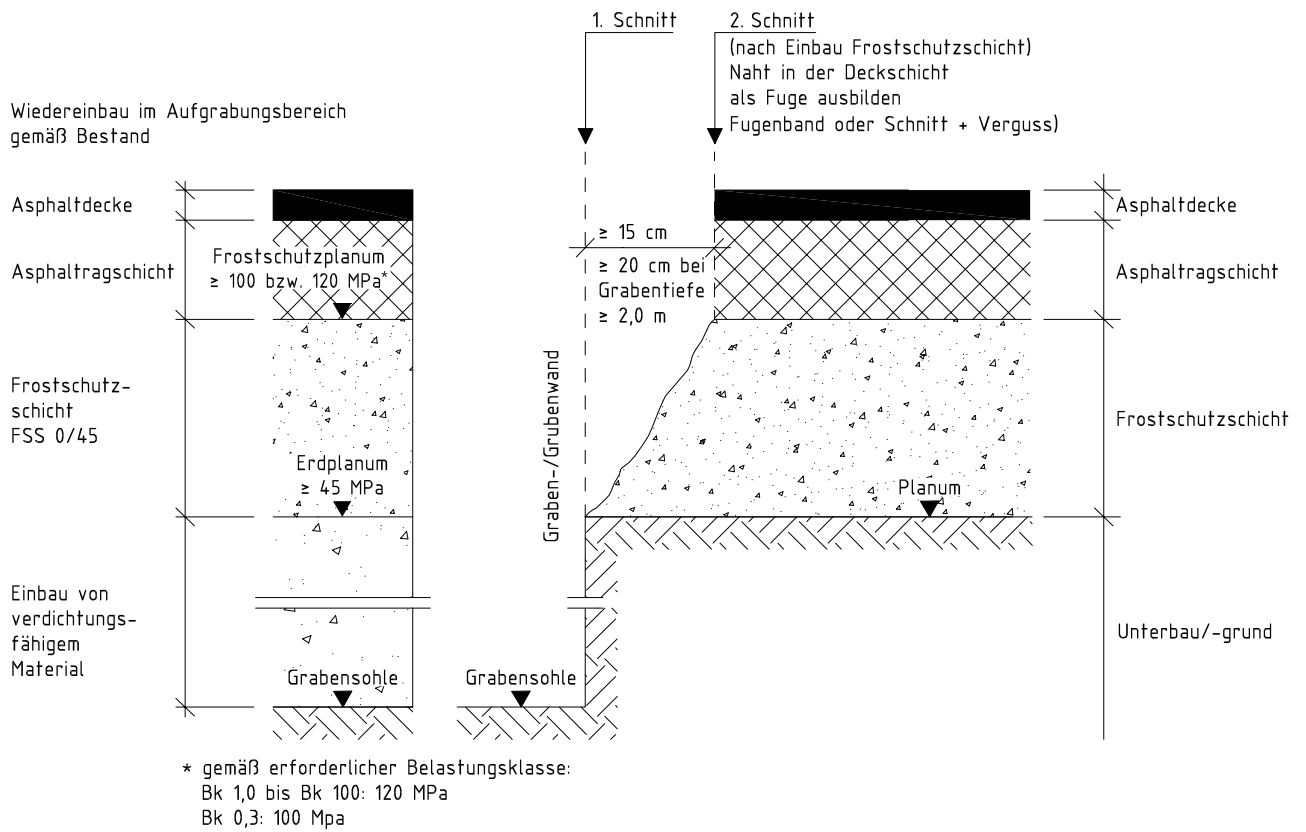 1. Schnitt
2. Schnitt
(nach Einbau Frostschutzschicht)
Naht in der Deckschicht
als Fuge ausbilden
Fugenband oder Schnitt + Verguss)
Wiedereinbau im Aufgrabungsbereich
gemäß Bestand
Asphaltdecke
Asphaltragschicht
Frostschutz-
schicht
FSS 0/45
Einbau von
verdichtungs-
fähigem
Material
Frostschutzplanum
≥ 100 bzw. 120 MPa*
Erdplanum
≥ 45 MPa
Grabensohle
Grabensohle
Graben-/Grubenwand
≥ 15 cm
≥ 20 cm bei
Grabentiefe
≥ 2,0 m
Planum
Asphaltdecke
Asphaltragschicht
Frostschutzschicht
Unterbau/-grund
* gemäß erforderlicher Belastungsklasse:
Bk 1,0 bis Bk 100: 120 MPa
Bk 0,3: 100 Mpa